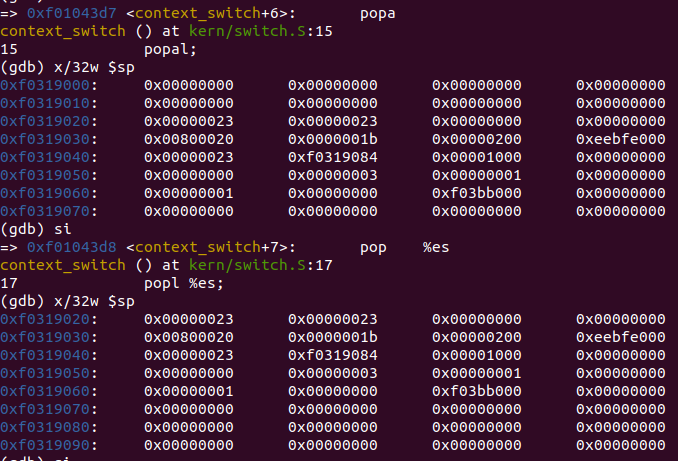 => 0xf01043d7 <context_switch+6>: popa
context_switch () at kern/switch.S:15
15 popal;
(gdb) x/32w $sp
0xf0319000: 0x00000000 0x00000000 0x00000000 0x00000000
0xf0319010: 0x00000000 0x00000000 0x00000000 0x00000000
0xf0319020: 0x00000023 0x00000023 0x00000000 0x00000000
0xf0319030: 0x00800020 0x0000001b 0x00000200 0xeebfe000
0xf0319040: 0x00000023 0xf0319084 0x00001000 0x00000000
0xf0319050: 0x00000000 0x00000003 0x00000001 0x00000000
0xf0319060: 0x00000001 0x00000000 0xf03bb000 0x00000000
0xf0319070: 0x00000000 0x00000000 0x00000000 0x00000000
(gdb) si
=> 0xf01043d8 <context_switch+7>: pop %es
context_switch () at kern/switch.S:17
17 popl %es;
(gdb) x/32w $sp
0xf0319020: 0x00000023 0x00000023 0x00000000 0x00000000
0xf0319030: 0x00800020 0x0000001b 0x00000200 0xeebfe000
0xf0319040: 0x00000023 0xf0319084 0x00001000 0x00000000
0xf0319050: 0x00000000 0x00000003 0x00000001 0x00000000
0xf0319060: 0x00000001 0x00000000 0xf03bb000 0x00000000
0xf0319070: 0x00000000 0x00000000 0x00000000 0x00000000
0xf0319080: 0x00000000 0x00000000 0x00000000 0x00000000
0xf0319090: 0x00000000 0x00000000 0x00000000 0x00000000